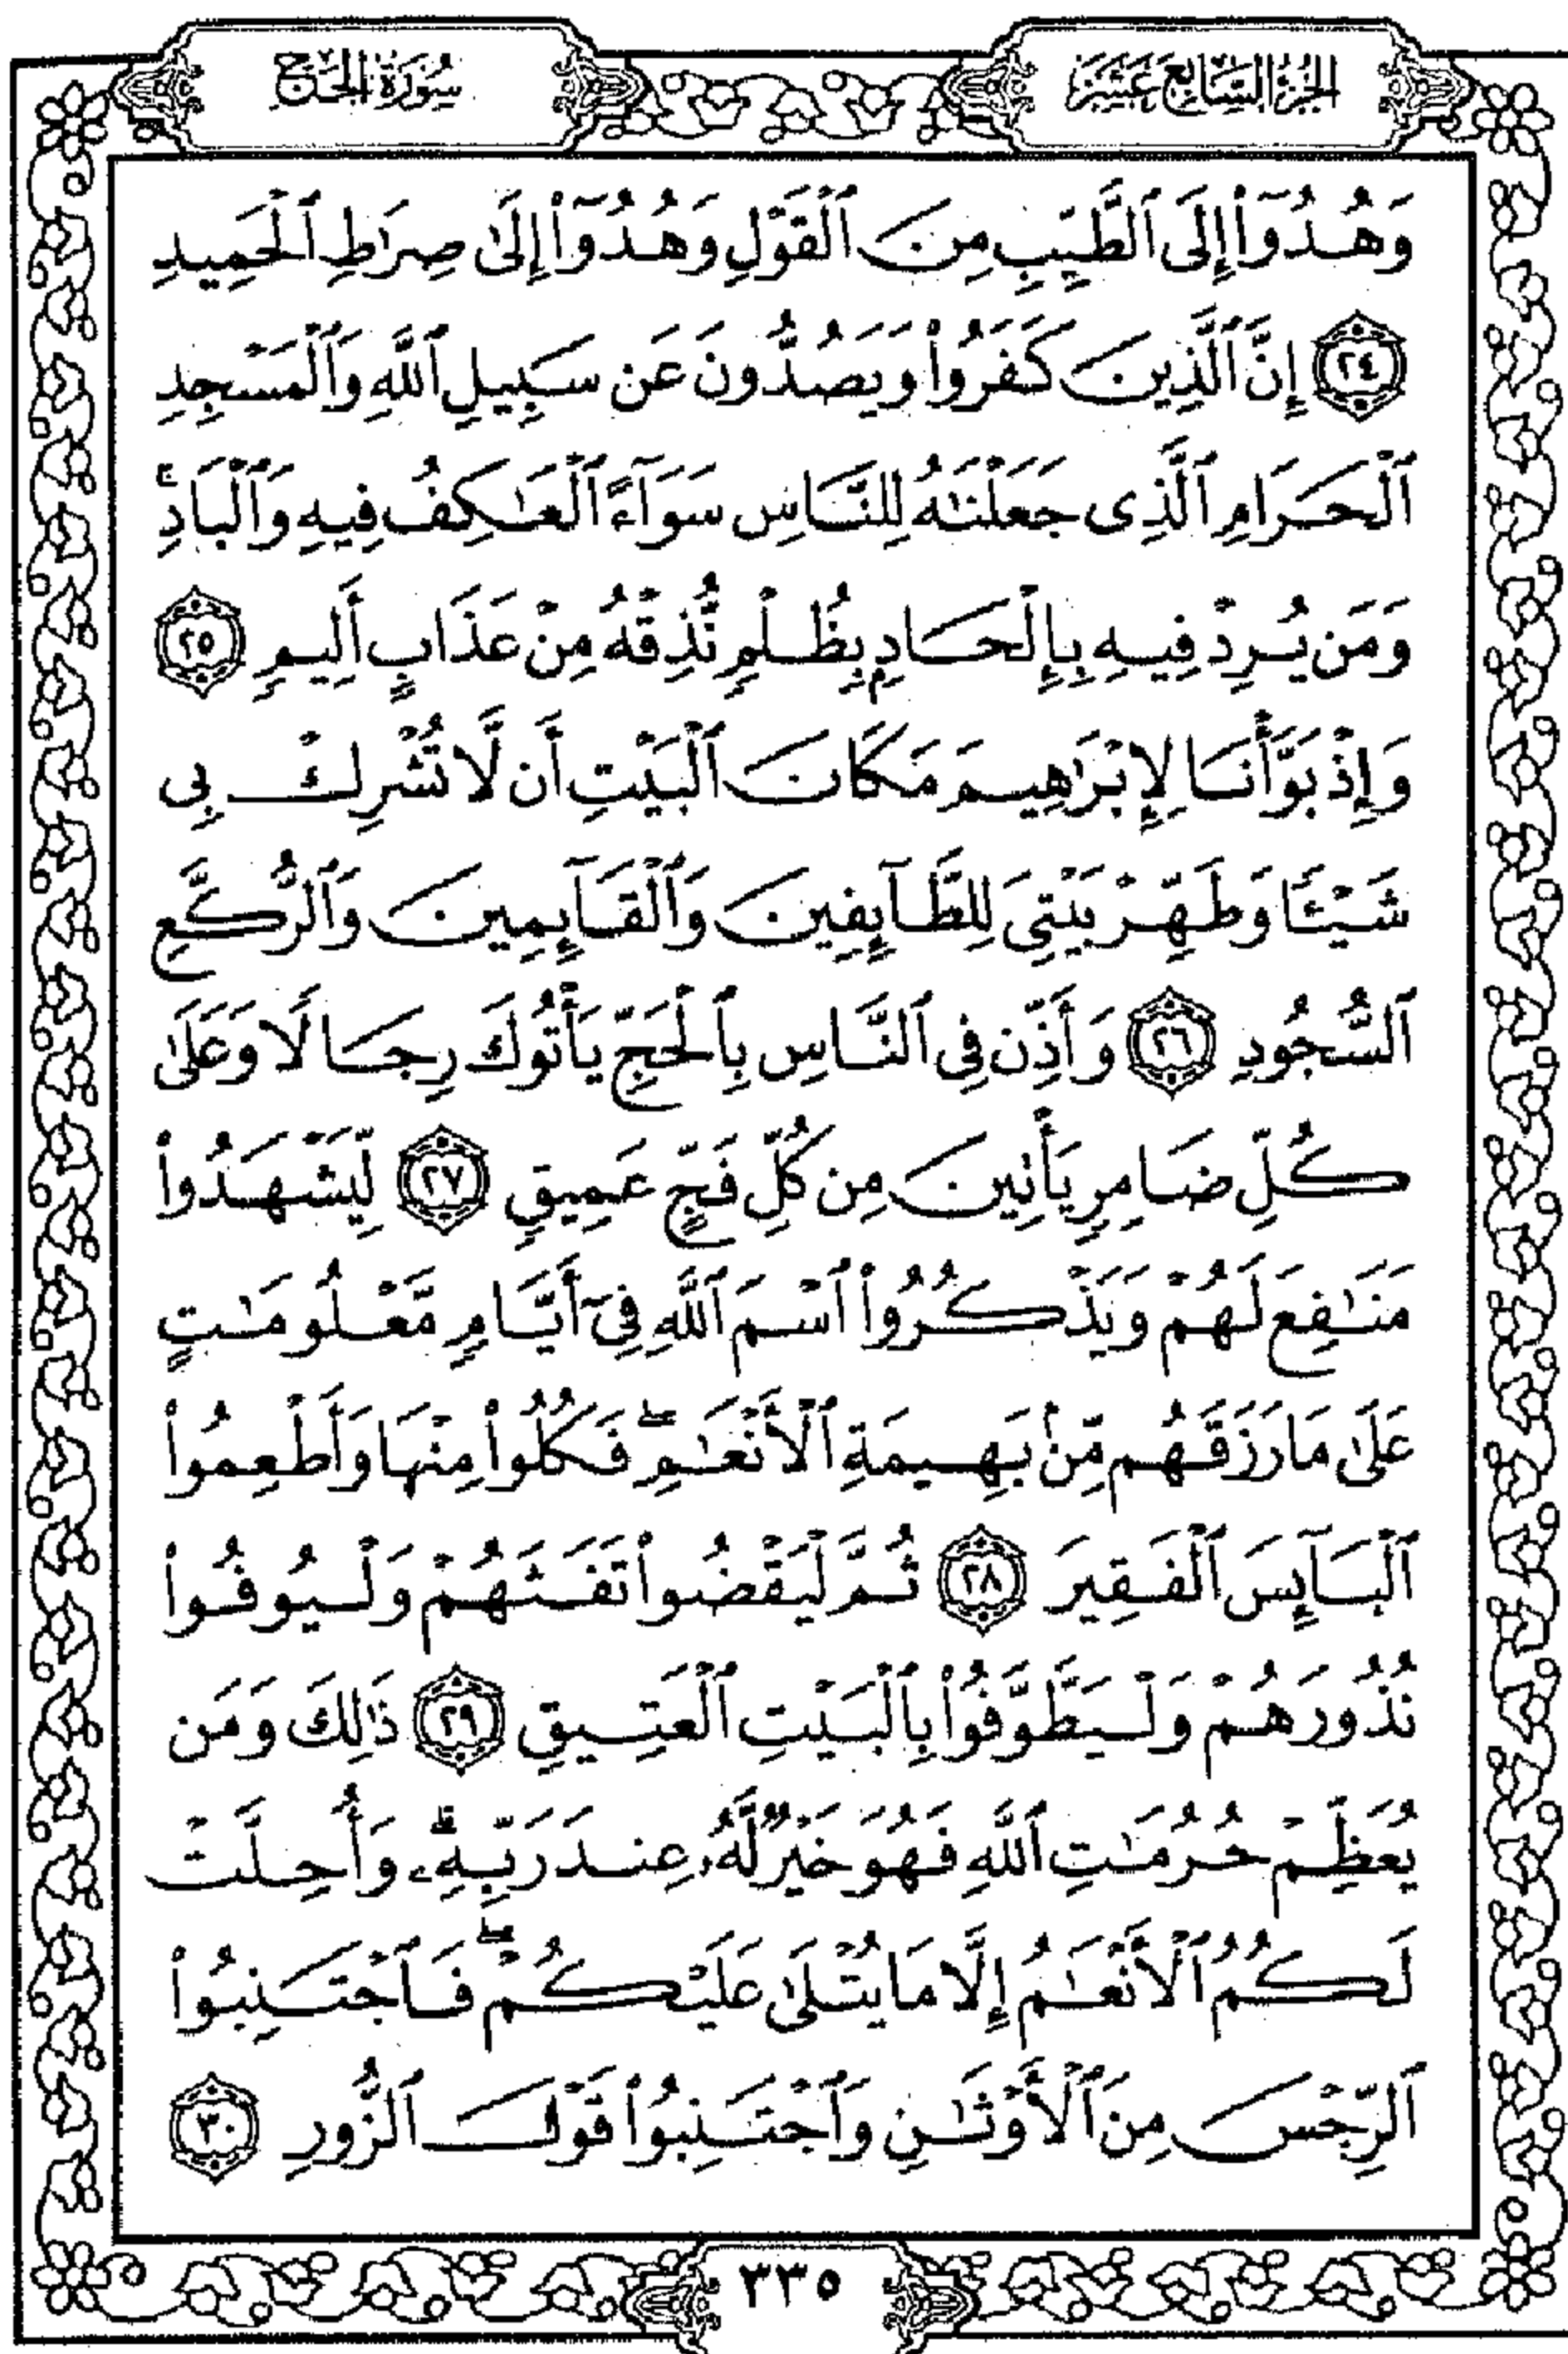 الجزء السابع عشر
سورة الحج
وَهُدُوٓا۟ إِلَى ٱلطَّيِّبِ مِنَ ٱلْقَوْلِ وَهُدُوٓا۟ إِلَىٰ صِرَٰطِ ٱلْحَمِيدِ
٢٤ إِنَّ ٱلَّذِينَ كَفَرُوا۟ وَيَصُدُّونَ عَن سَبِيلِ ٱللَّهِ وَٱلْمَسْجِدِ
ٱلْحَرَامِ ٱلَّذِى جَعَلْنَٰهُ لِلنَّاسِ سَوَآءً ٱلْعَٰكِفُ فِيهِ وَٱلْبَادِ ۚ
وَمَن يُرِدْ فِيهِ بِإِلْحَادٍۭ بِظُلْمٍ نُّذِقْهُ مِنْ عَذَابٍ أَلِيمٍ ٢٥
وَإِذْ بَوَّأْنَا لِإِبْرَٰهِيمَ مَكَانَ ٱلْبَيْتِ أَن لَّا تُشْرِكْ بِى
شَيْـًٔا وَطَهِّرْ بَيْتِىَ لِلطَّآئِفِينَ وَٱلْقَآئِمِينَ وَٱلرُّكَّعِ
ٱلسُّجُودِ ٢٦ وَأَذِّن فِى ٱلنَّاسِ بِٱلْحَجِّ يَأْتُوكَ رِجَالًا وَعَلَىٰ
كُلِّ ضَامِرٍ يَأْتِينَ مِن كُلِّ فَجٍّ عَمِيقٍ ٢٧ لِّيَشْهَدُوا۟
مَنَٰفِعَ لَهُمْ وَيَذْكُرُوا۟ ٱسْمَ ٱللَّهِ فِىٓ أَيَّامٍ مَّعْلُومَٰتٍ
عَلَىٰ مَا رَزَقَهُم مِّنۢ بَهِيمَةِ ٱلْأَنْعَٰمِ ۖ فَكُلُوا۟ مِنْهَا وَأَطْعِمُوا۟
ٱلْبَآئِسَ ٱلْفَقِيرَ ٢٨ ثُمَّ لْيَقْضُوا۟ تَفَثَهُمْ وَلْيُوفُوا۟
نُذُورَهُمْ وَلْيَطَّوَّفُوا۟ بِٱلْبَيْتِ ٱلْعَتِيقِ ٢٩ ذَٰلِكَ وَمَن
يُعَظِّمْ حُرُمَٰتِ ٱللَّهِ فَهُوَ خَيْرٌ لَّهُۥ عِندَ رَبِّهِۦ ۗ وَأُحِلَّتْ
لَكُمُ ٱلْأَنْعَٰمُ إِلَّا مَا يُتْلَىٰ عَلَيْكُمْ ۖ فَٱجْتَنِبُوا۟
ٱلرِّجْسَ مِنَ ٱلْأَوْثَٰنِ وَٱجْتَنِبُوا۟ قَوْلَ ٱلزُّورِ ٣٠
٣٣٥